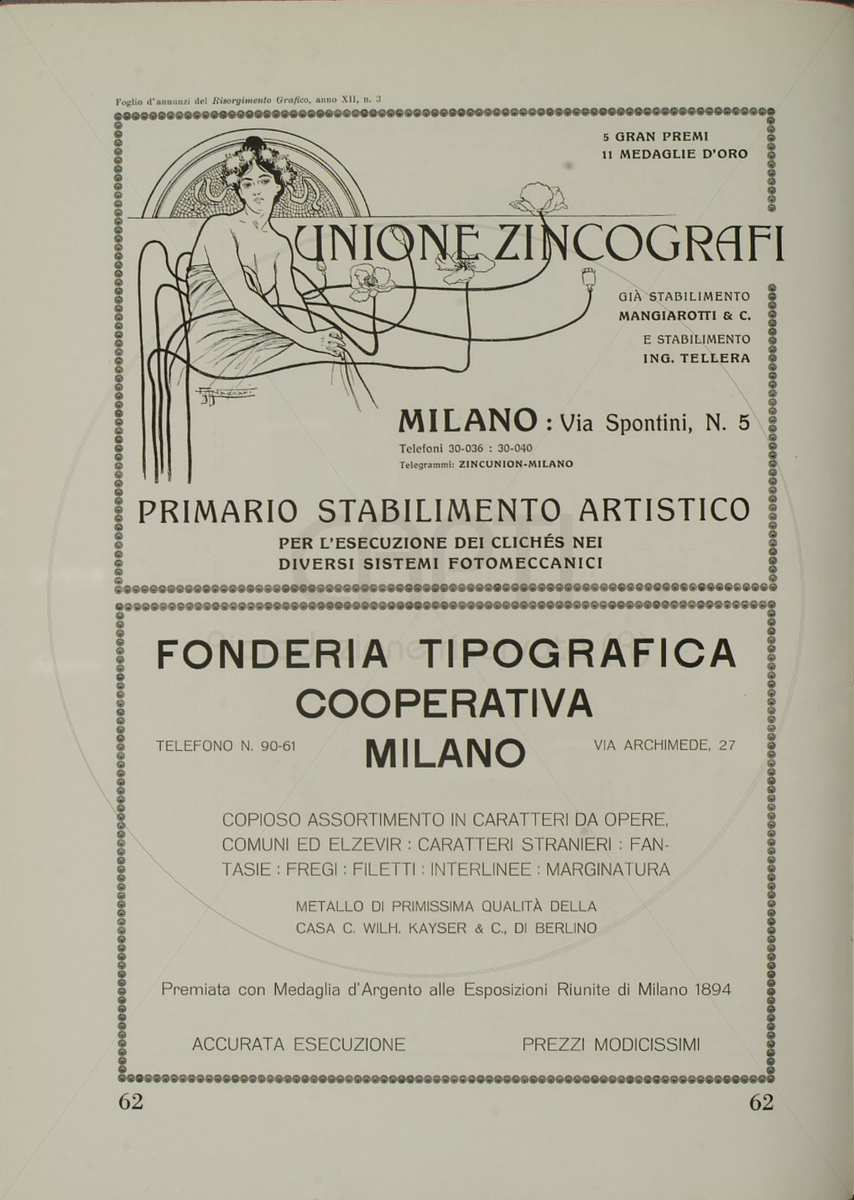 Foglio d'annunzi del Risorgimento Grafico, anno XII, n. 3
5 GRAN PREMI
11 MEDAGLIE D'ORO
UNIONE ZINCOGRAFI
GIÀ STABILIMENTO
MANGIAROTTI & C.
E STABILIMENTO
ING. TELLERA
MILANO : Via Spontini, N. 5
Telefoni 30-036 : 30-040
Telegrammi: ZINCUNION-MILANO
PRIMARIO STABILIMENTO ARTISTICO
PER L'ESECUZIONE DEI CLICHÉS NEI
DIVERSI SISTEMI FOTOMECCANICI
FONDERIA TIPOGRAFICA
COOPERATIVA
TELEFONO N. 90-61 MILANO VIA ARCHIMEDE, 27
COPIOSO ASSORTIMENTO IN CARATTERI DA OPERE,
COMUNI ED ELZEVIR : CARATTERI STRANIERI : FAN-
TASIE : FREGI : FILETTI : INTERLINEE : MARGINATURA
METALLO DI PRIMISSIMA QUALITÀ DELLA
CASA C. WILH. KAYSER & C., DI BERLINO
Premiata con Medaglia d'Argento alle Esposizioni Riunite di Milano 1894
ACCURATA ESECUZIONE PREZZI MODICISSIMI
62 62